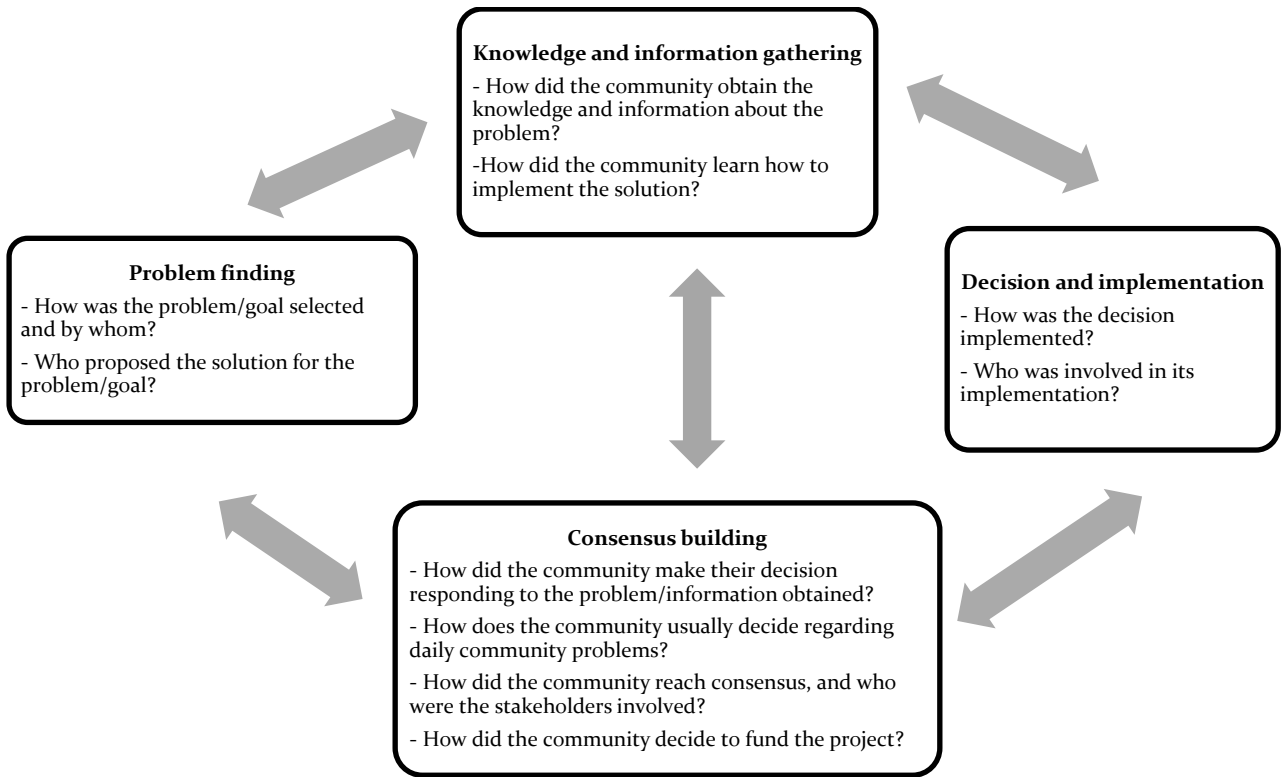 Knowledge and information gathering
- How did the community obtain the
knowledge and information about the
problem?
-How did the community learn how to
implement the solution?
Problem finding
- How was the problem/goal selected
and by whom?
- Who proposed the solution for the
problem/goal?
Decision and implementation
- How was the decision
implemented?
- Who was involved in its
implementation?
Consensus building
- How did the community make their decision
responding to the problem/information obtained?
- How does the community usually decide regarding
daily community problems?
- How did the community reach consensus, and who
were the stakeholders involved?
- How did the community decide to fund the project?